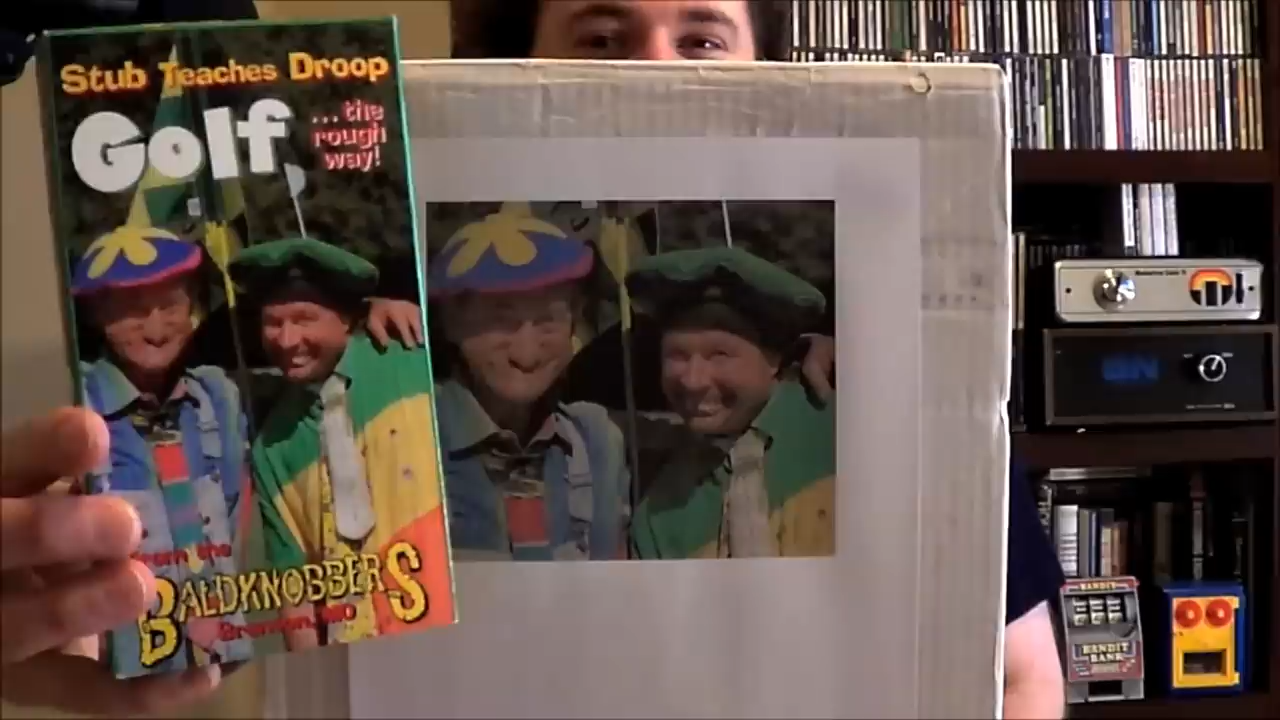 Stub Teaches Droop
Golf,
...the
rough
way!
from the
BALDKNOBBERS
Branson, MO
BANDIT
BANDIT
BANK